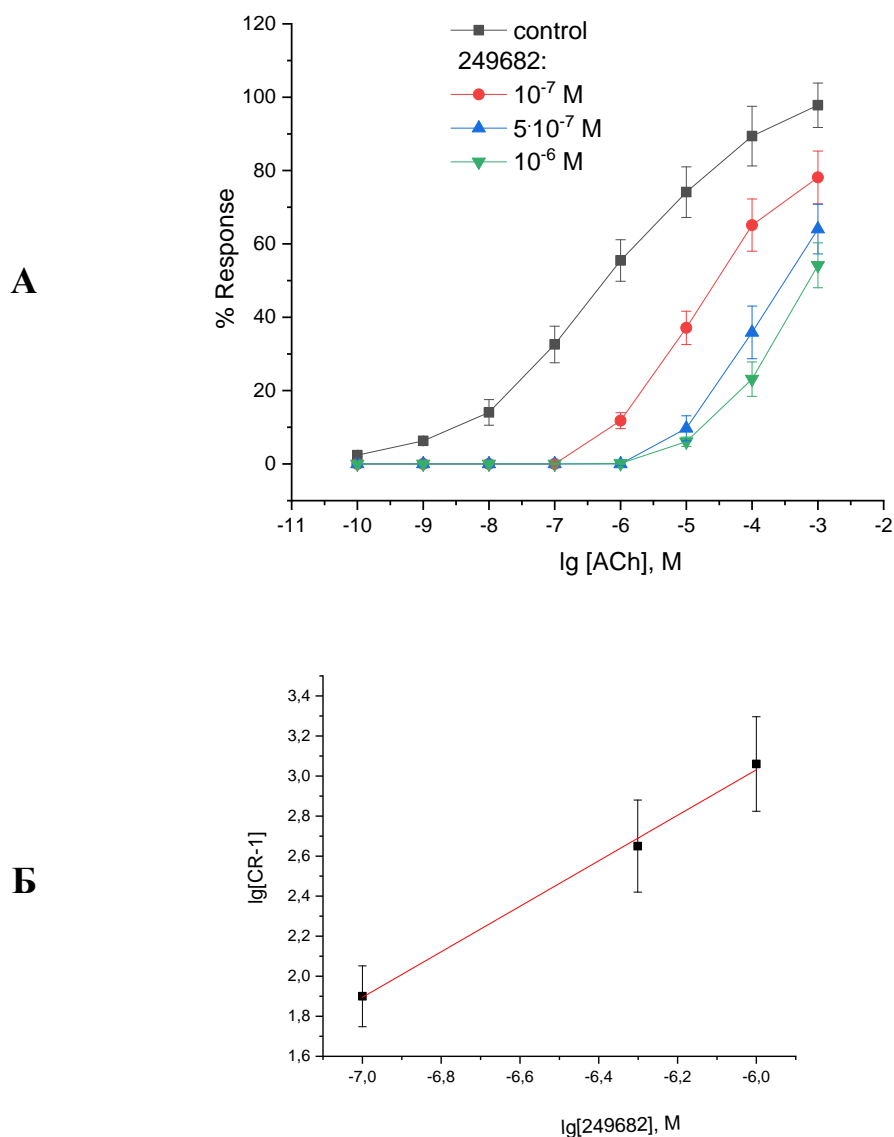 А
120
100
80
60
40
20
0
% Response
control
249682:
10⁻⁷ M
5·10⁻⁷ M
10⁻⁶ M
-11 -10 -9 -8 -7 -6 -5 -4 -3 -2
lg [ACh], M
Б
3,4
3,2
3,0
2,8
2,6
2,4
2,2
2,0
1,8
1,6
lg[CR-1]
-7,0 -6,8 -6,6 -6,4 -6,2 -6,0
lg[249682], M